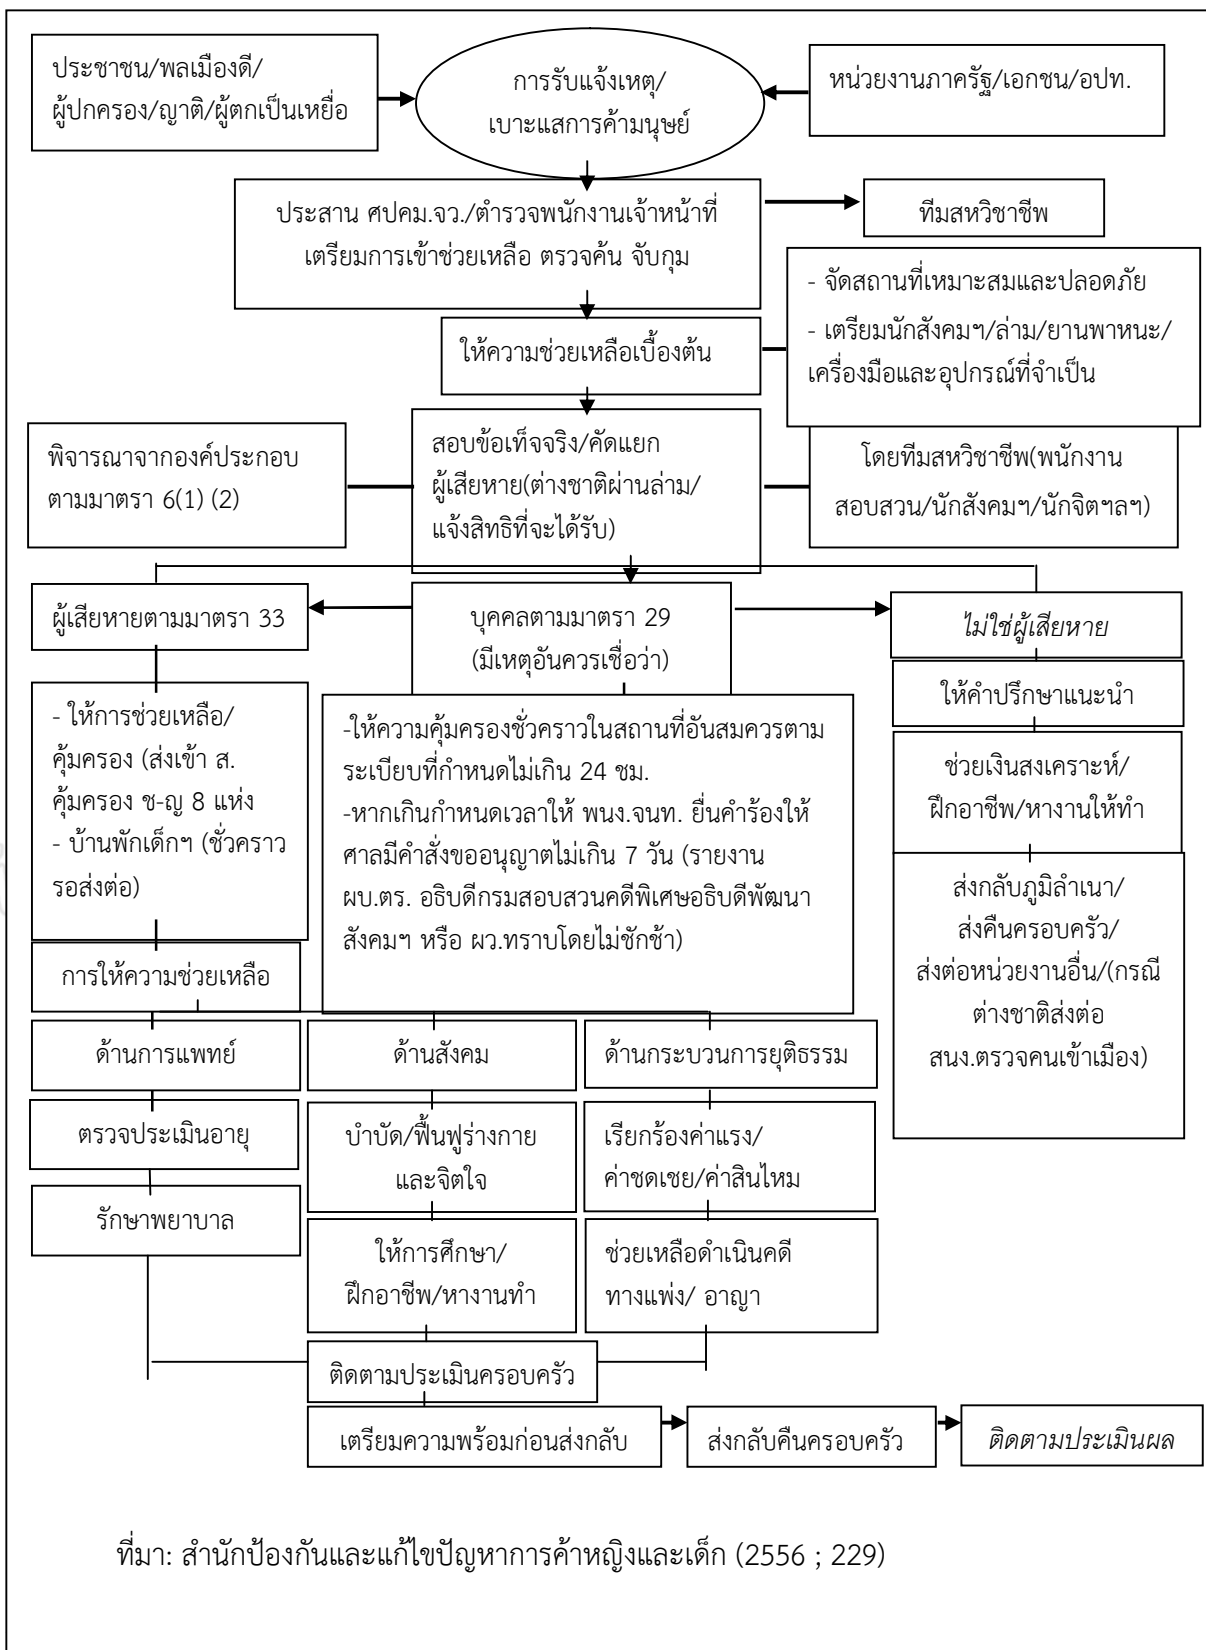 ประชาชน/พลเมืองดี/
ผู้ปกครอง/ญาติ/ผู้ตกเป็นเหยื่อ
การรับแจ้งเหตุ/
เบาะแสการค้ามนุษย์
หน่วยงานภาครัฐ/เอกชน/อปท.
ประสาน ศปคม.จว./ตำรวจพนักงานเจ้าหน้าที่
เตรียมการเข้าช่วยเหลือ ตรวจค้น จับกุม
ทีมสหวิชาชีพ
ให้ความช่วยเหลือเบื้องต้น
- จัดสถานที่เหมาะสมและปลอดภัย
- เตรียมนักสังคมฯ/ล่าม/ยานพาหนะ/
เครื่องมือและอุปกรณ์ที่จำเป็น
พิจารณาจากองค์ประกอบ
ตามมาตรา 6(1) (2)
สอบข้อเท็จจริง/คัดแยก
ผู้เสียหาย(ต่างชาติผ่านล่าม/
แจ้งสิทธิที่จะได้รับ)
โดยทีมสหวิชาชีพ(พนักงาน
สอบสวน/นักสังคมฯ/นักจิตฯลฯ)
ผู้เสียหายตามมาตรา 33
บุคคลตามมาตรา 29
(มีเหตุอันควรเชื่อว่า)
ไม่ใช่ผู้เสียหาย
- ให้การช่วยเหลือ/
คุ้มครอง (ส่งเข้า ส.
คุ้มครอง ช-ญ 8 แห่ง
- บ้านพักเด็กฯ (ชั่วคราว
รอส่งต่อ)
-ให้ความคุ้มครองชั่วคราวในสถานที่อันสมควรตาม
ระเบียบที่กำหนดไม่เกิน 24 ชม.
-หากเกินกำหนดเวลาให้ พนง.จนท. ยื่นคำร้องให้
ศาลมีคำสั่งขออนุญาตไม่เกิน 7 วัน (รายงาน
ผบ.ตร. อธิบดีกรมสอบสวนคดีพิเศษอธิบดีพัฒนา
สังคมฯ หรือ ผว.ทราบโดยไม่ชักช้า)
ให้คำปรึกษาแนะนำ
ช่วยเงินสงเคราะห์/
ฝึกอาชีพ/หางานให้ทำ
ส่งกลับภูมิลำเนา/
ส่งคืนครอบครัว/
ส่งต่อหน่วยงานอื่น/(กรณี
ต่างชาติส่งต่อ
สนง.ตรวจคนเข้าเมือง)
การให้ความช่วยเหลือ
ด้านการแพทย์
ด้านสังคม
ด้านกระบวนการยุติธรรม
ตรวจประเมินอายุ
บำบัด/ฟื้นฟูร่างกาย
และจิตใจ
เรียกร้องค่าแรง/
ค่าชดเชย/ค่าสินไหม
รักษาพยาบาล
ให้การศึกษา/
ฝึกอาชีพ/หางานทำ
ช่วยเหลือดำเนินคดี
ทางแพ่ง/ อาญา
ติดตามประเมินครอบครัว
เตรียมความพร้อมก่อนส่งกลับ
ส่งกลับคืนครอบครัว
ติดตามประเมินผล
ที่มา: สำนักป้องกันและแก้ไขปัญหาการค้าหญิงและเด็ก (2556 ; 229)